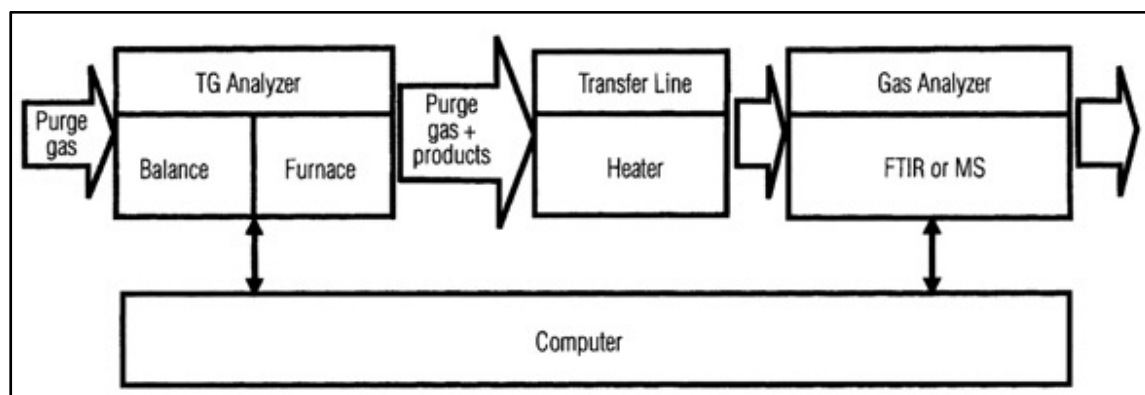 TG Analyzer
Purge
gas
Balance
Furnace
Purge
gas +
products
Transfer Line
Heater
Gas Analyzer
FTIR or MS
Computer